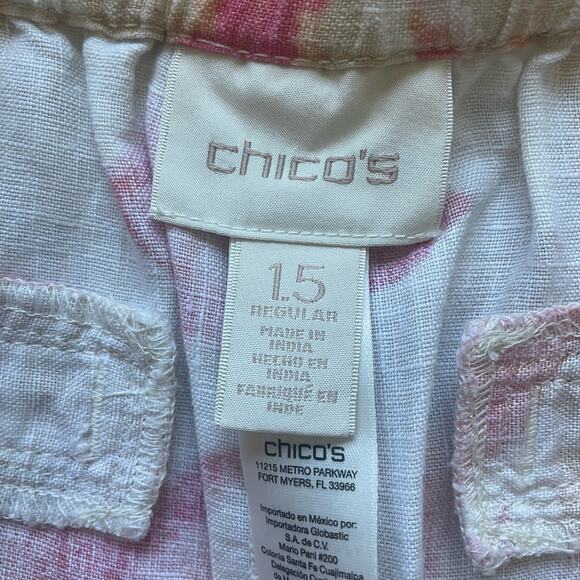 chico's
1.5
REGULAR
MADE IN
INDIA
HECHO EN
INDIA
FABRIQUÉ EN
INDE
chico's
11215 METRO PARKWAY
FORT MYERS, FL 33966
Importado en México por:
Importadora Globastic
S.A. de C.V.
Mario Pani #200
Colonia Santa Fe Cuajimalpa
Delegación